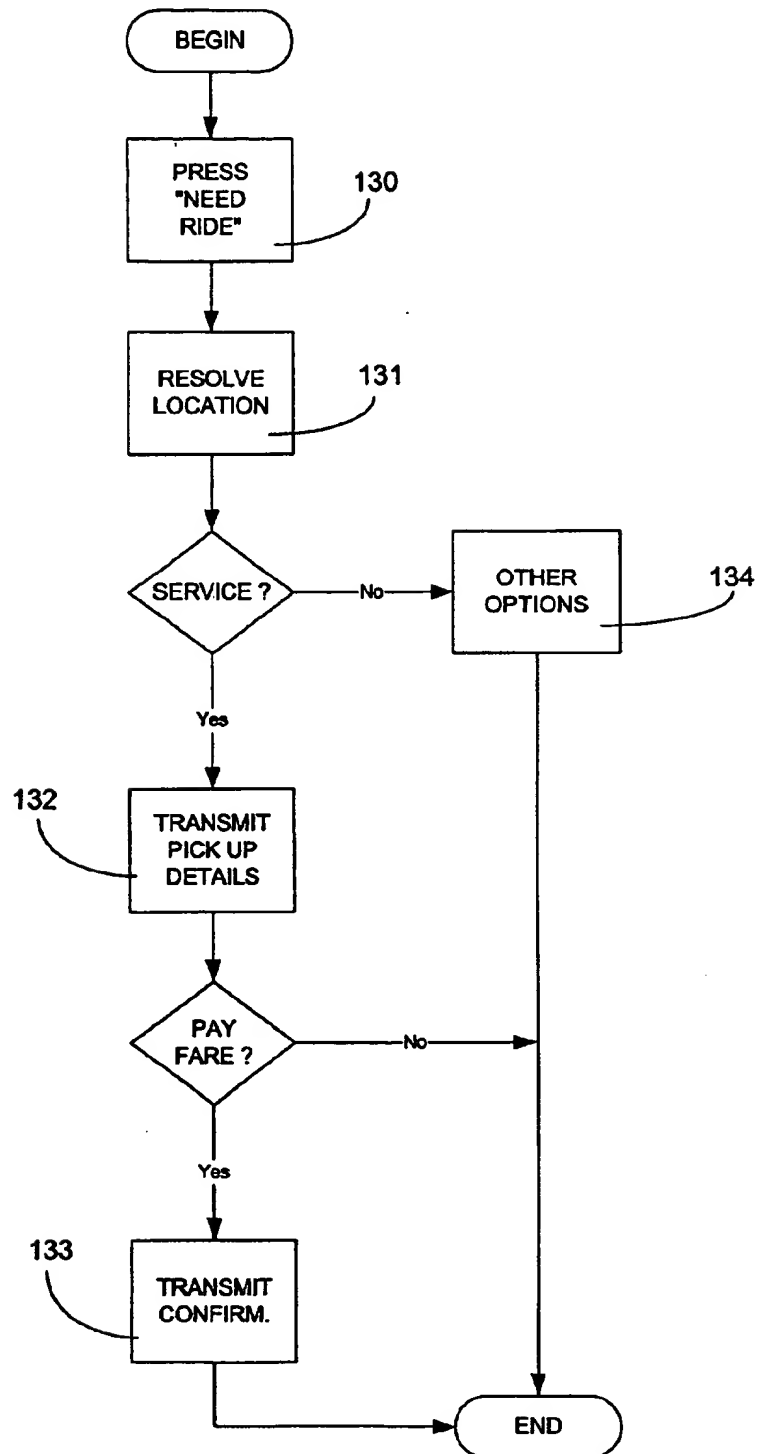 BEGIN
PRESS
"NEED
RIDE"
130
RESOLVE
LOCATION
131
SERVICE ?
No
OTHER
OPTIONS
134
Yes
132
TRANSMIT
PICK UP
DETAILS
PAY
FARE ?
No
Yes
133
TRANSMIT
CONFIRM.
END